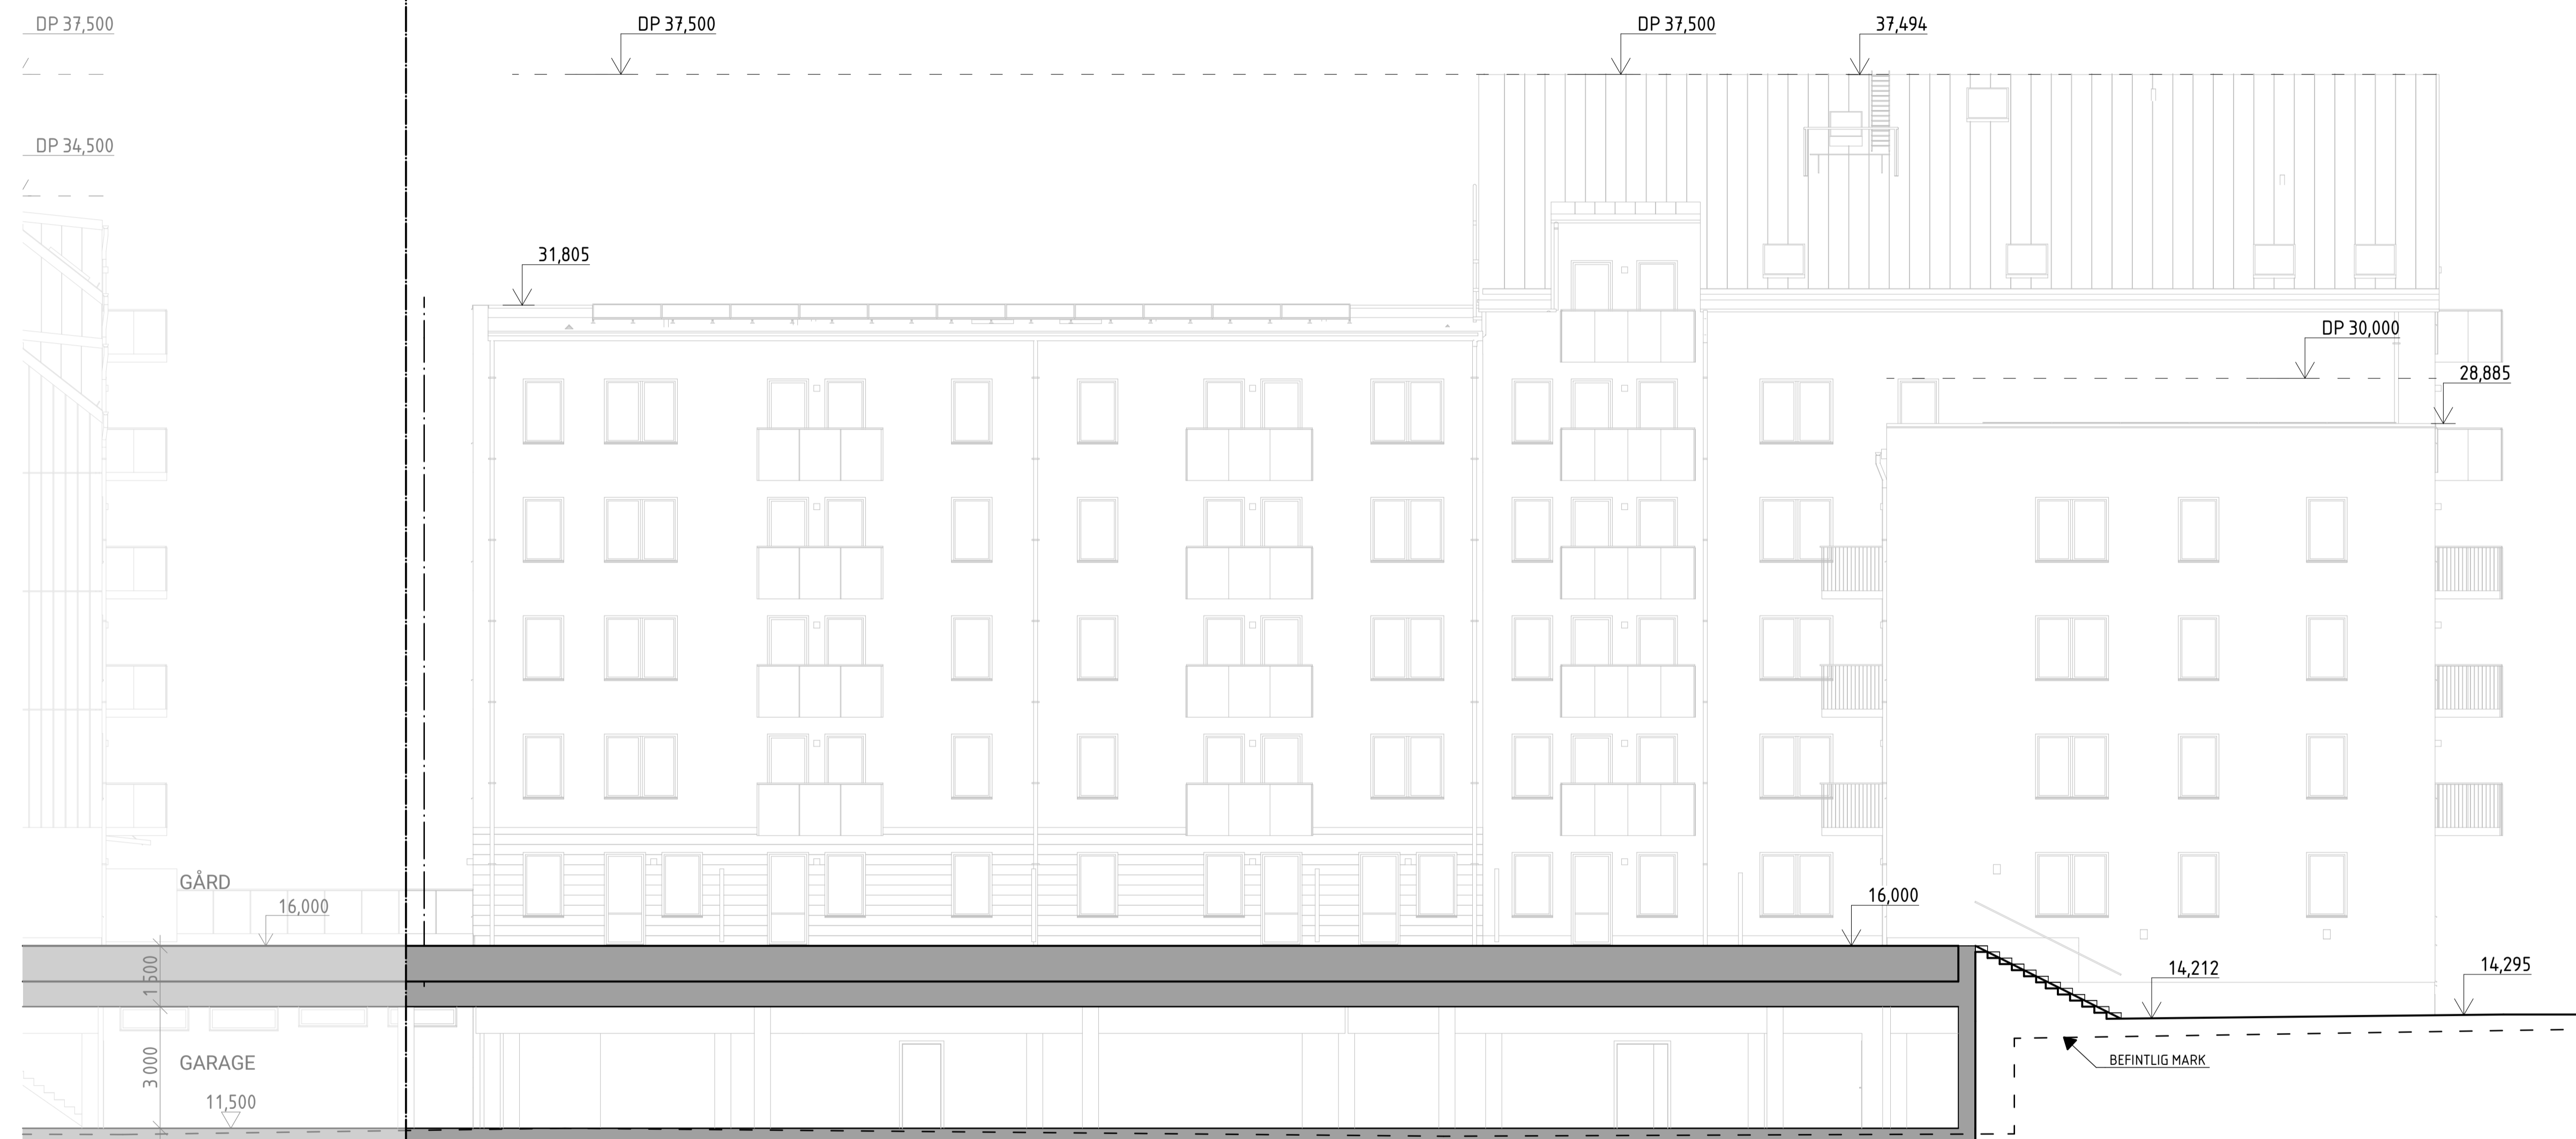 DP 37,500
DP 37,500
DP 37,500
37,494
DP 34,500
31,805
DP 30,000
28,885
GÅRD
16,000
16,000
1 500
14,212
14,295
BEFINTLIG MARK
GARAGE
3 000
11,500